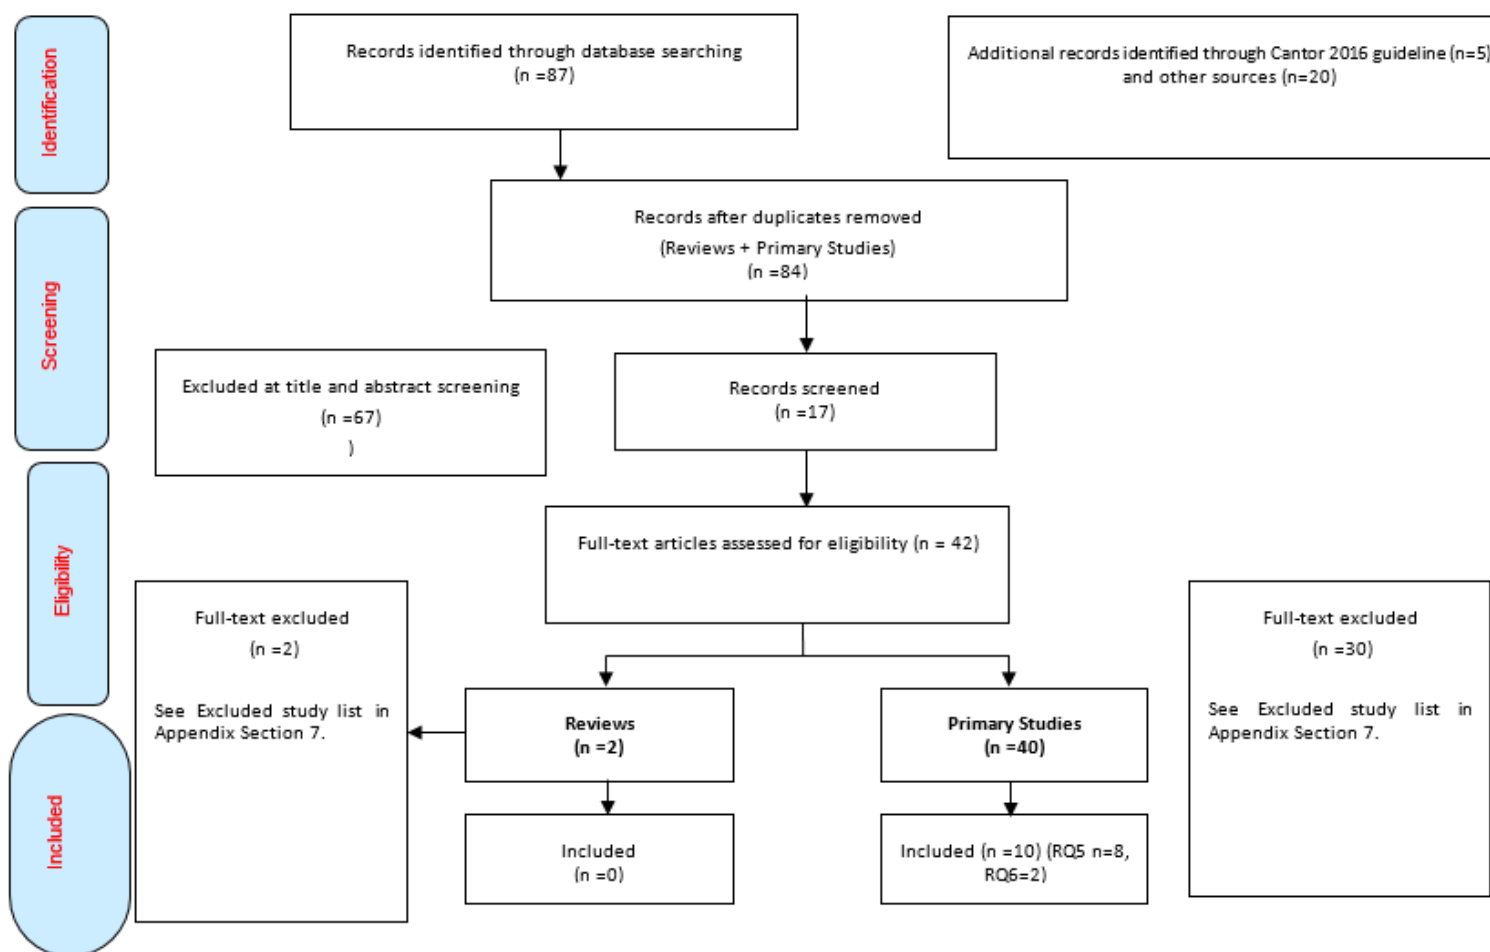 Identification
Records identified through database searching
(n =87)
Additional records identified through Cantor 2016 guideline (n=5)
and other sources (n=20)
Records after duplicates removed
(Reviews + Primary Studies)
(n =84)
Screening
Excluded at title and abstract screening
(n =67)
)
Records screened
(n =17)
Eligibility
Full-text articles assessed for eligibility (n = 42)
Full-text excluded
(n =2)
See Excluded study list in
Appendix Section 7.
Reviews
(n =2)
Primary Studies
(n =40)
Full-text excluded
(n =30)
See Excluded study list in
Appendix Section 7.
Included
Included
(n =0)
Included (n =10) (RQ5 n=8,
RQ6=2)